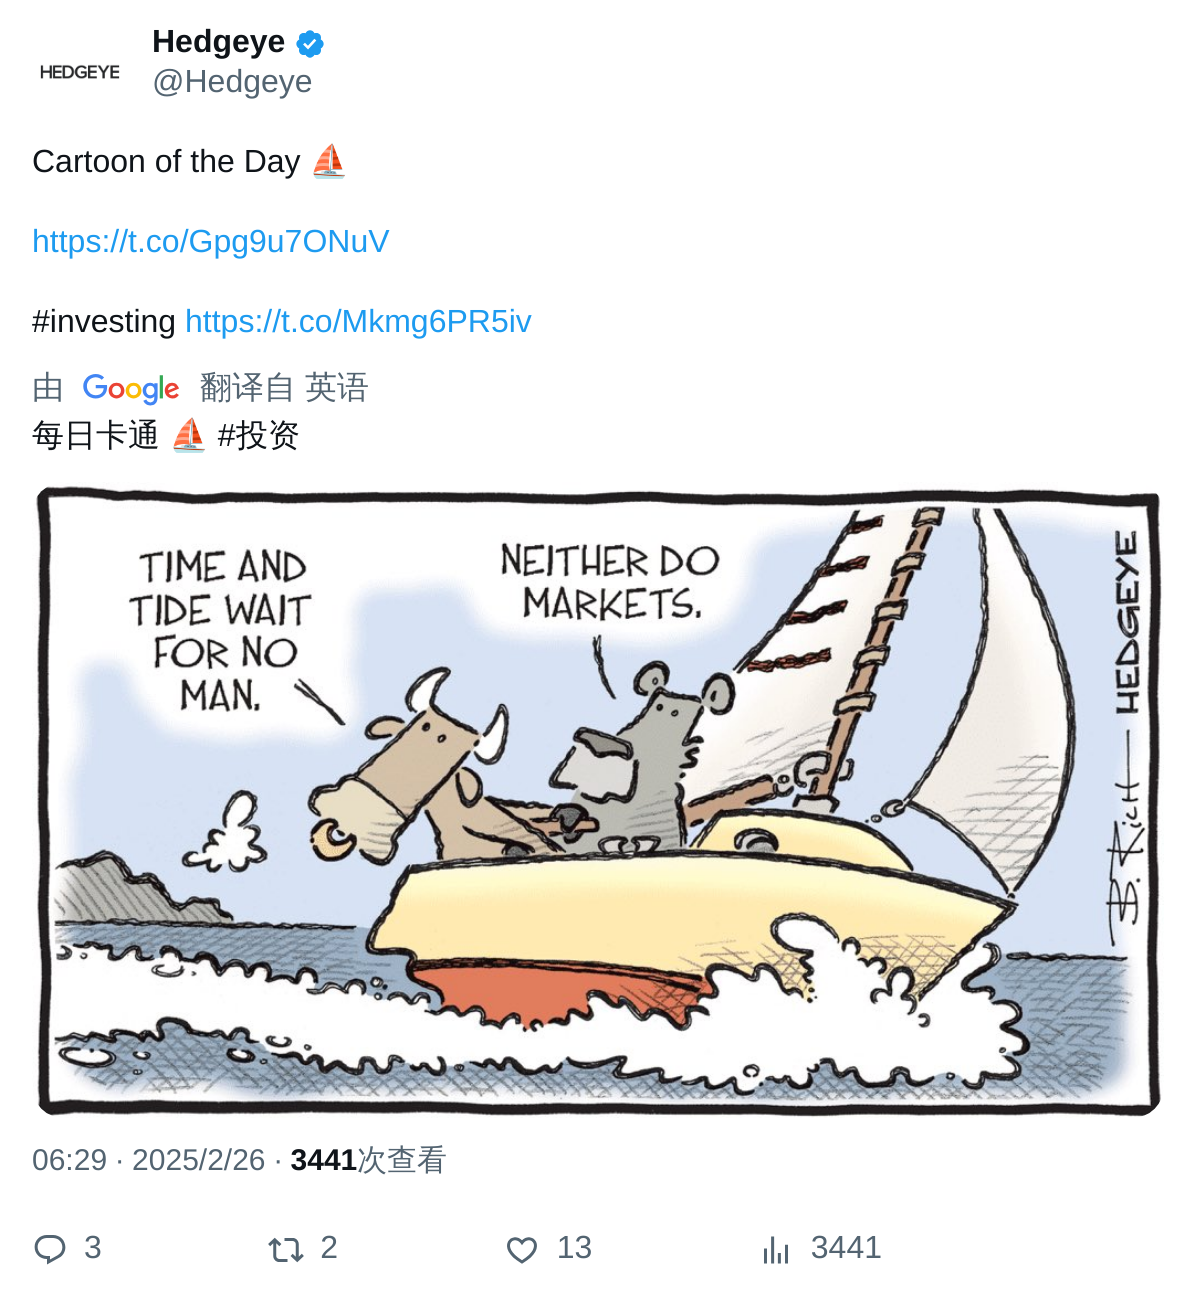 HEDGEYE
Hedgeye
@Hedgeye
Cartoon of the Day
https://t.co/Gpg9u7ONuV
#investing https://t.co/Mkmg6PR5iv
由 Google 翻译自 英语
每日卡通 #投资
TIME AND
TIDE WAIT
FOR NO
MAN.
NEITHER DO
MARKETS.
B. Rich — HEDGEYE
06:29 · 2025/2/26 · 3441次查看
3 2 13 3441